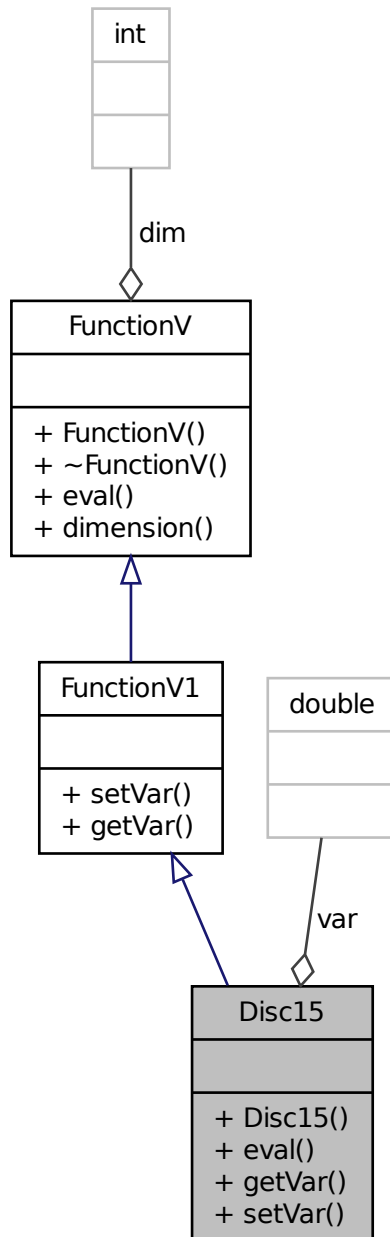 int
dim
FunctionV
+ FunctionV()
+ ~FunctionV()
+ eval()
+ dimension()
FunctionV1
+ setVar()
+ getVar()
double
var
Disc15
+ Disc15()
+ eval()
+ getVar()
+ setVar()